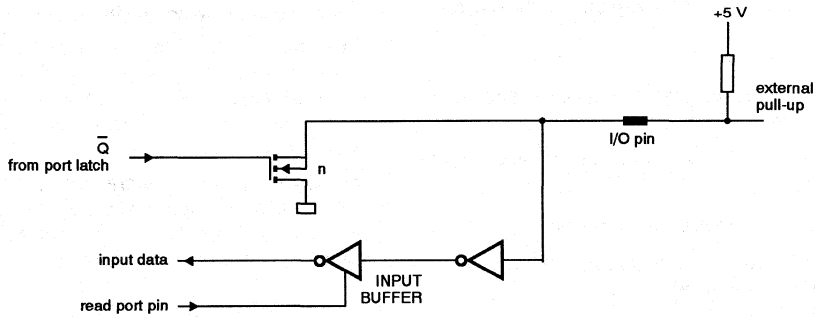 +5 V
external
pull-up
I/O pin
Q̅
from port latch
n
input data
INPUT
BUFFER
read port pin